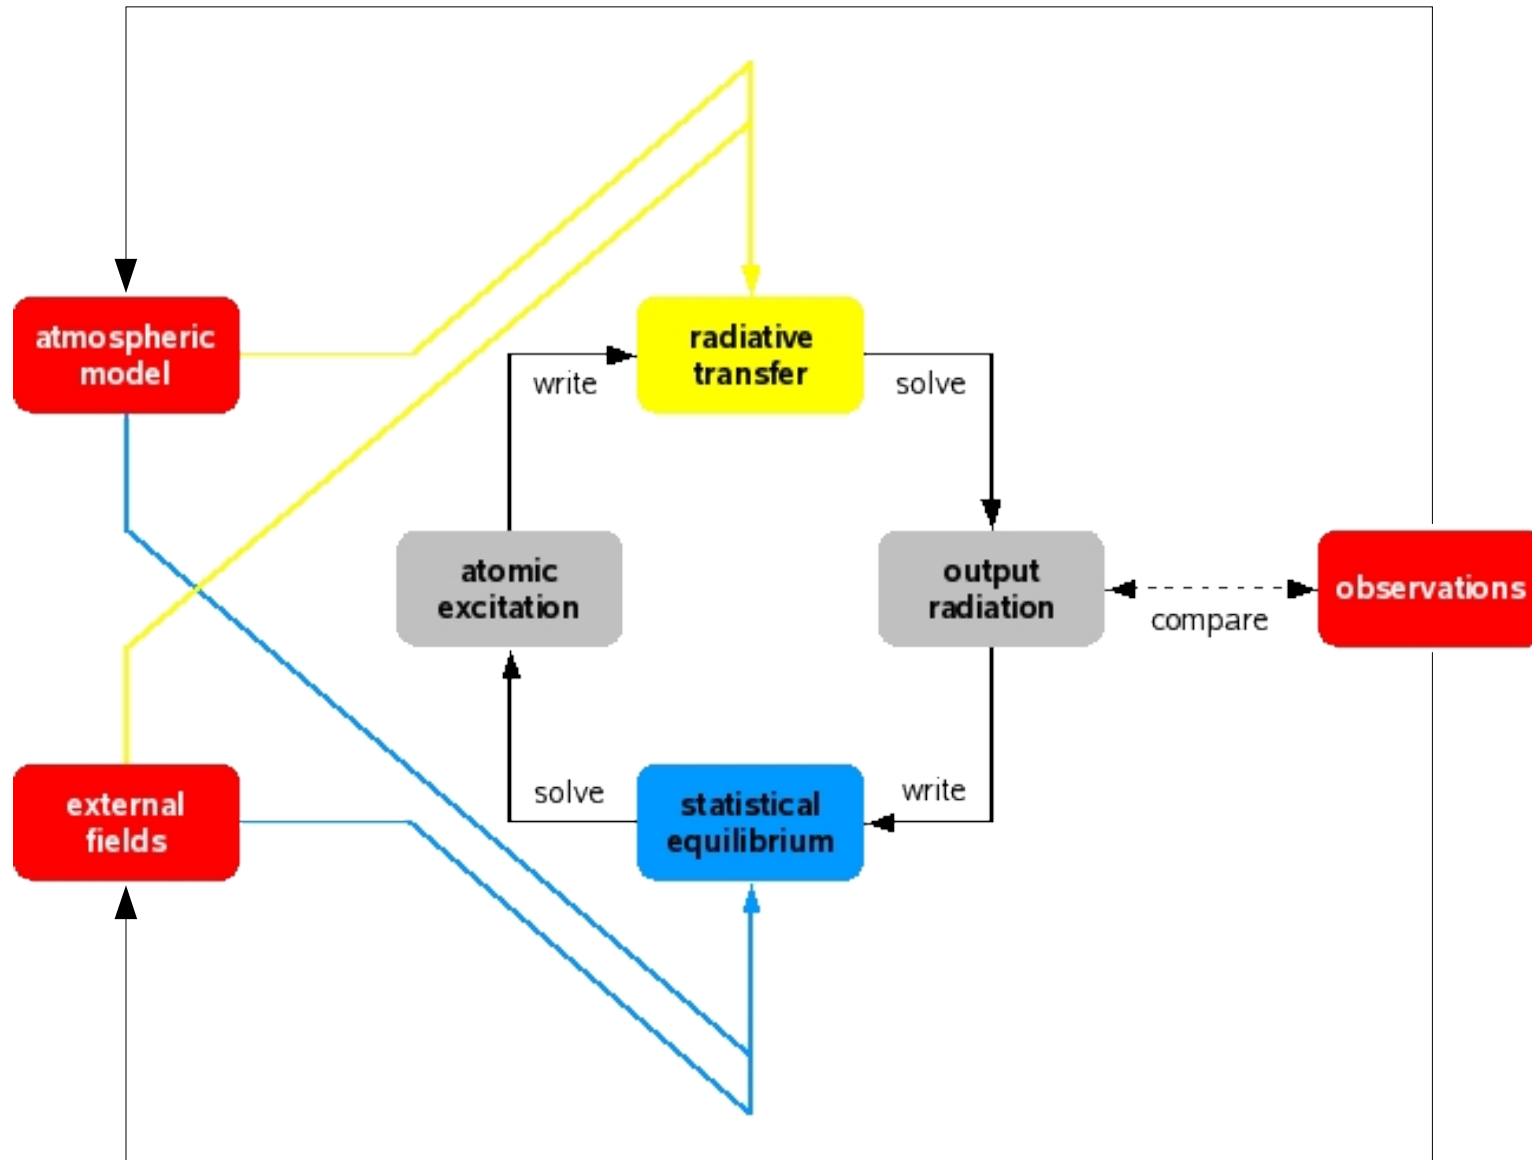 atmospheric
model
radiative
transfer
write
solve
atomic
excitation
output
radiation
observations
compare
external
fields
solve
statistical
equilibrium
write